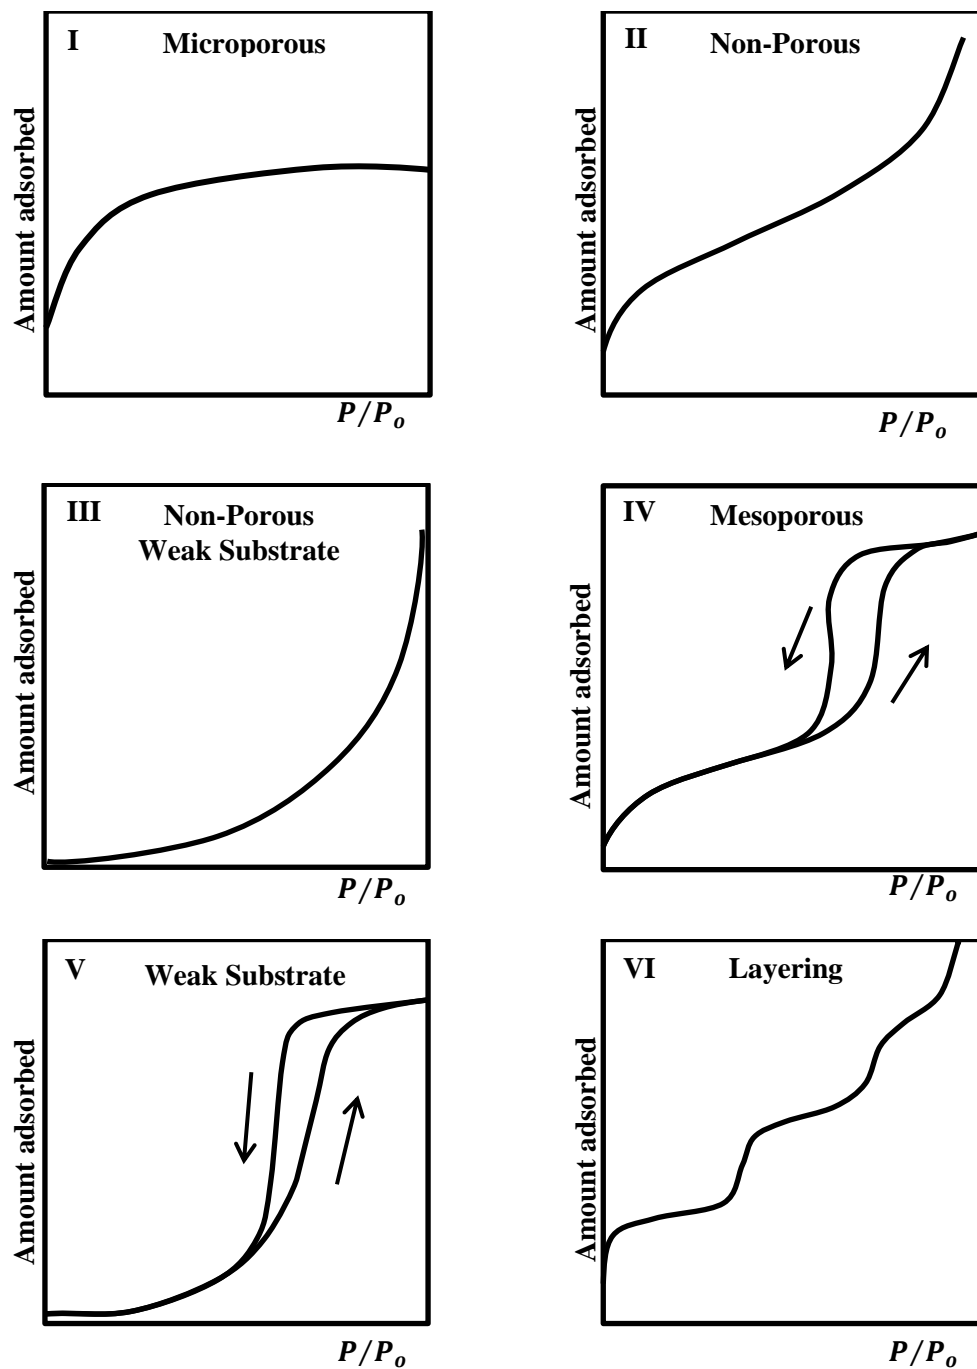 I
Microporous
Amount adsorbed
P/Pₒ
II
Non-Porous
Amount adsorbed
P/Pₒ
III
Non-Porous
Weak Substrate
Amount adsorbed
P/Pₒ
IV
Mesoporous
Amount adsorbed
P/Pₒ
V
Weak Substrate
Amount adsorbed
P/Pₒ
VI
Layering
Amount adsorbed
P/Pₒ